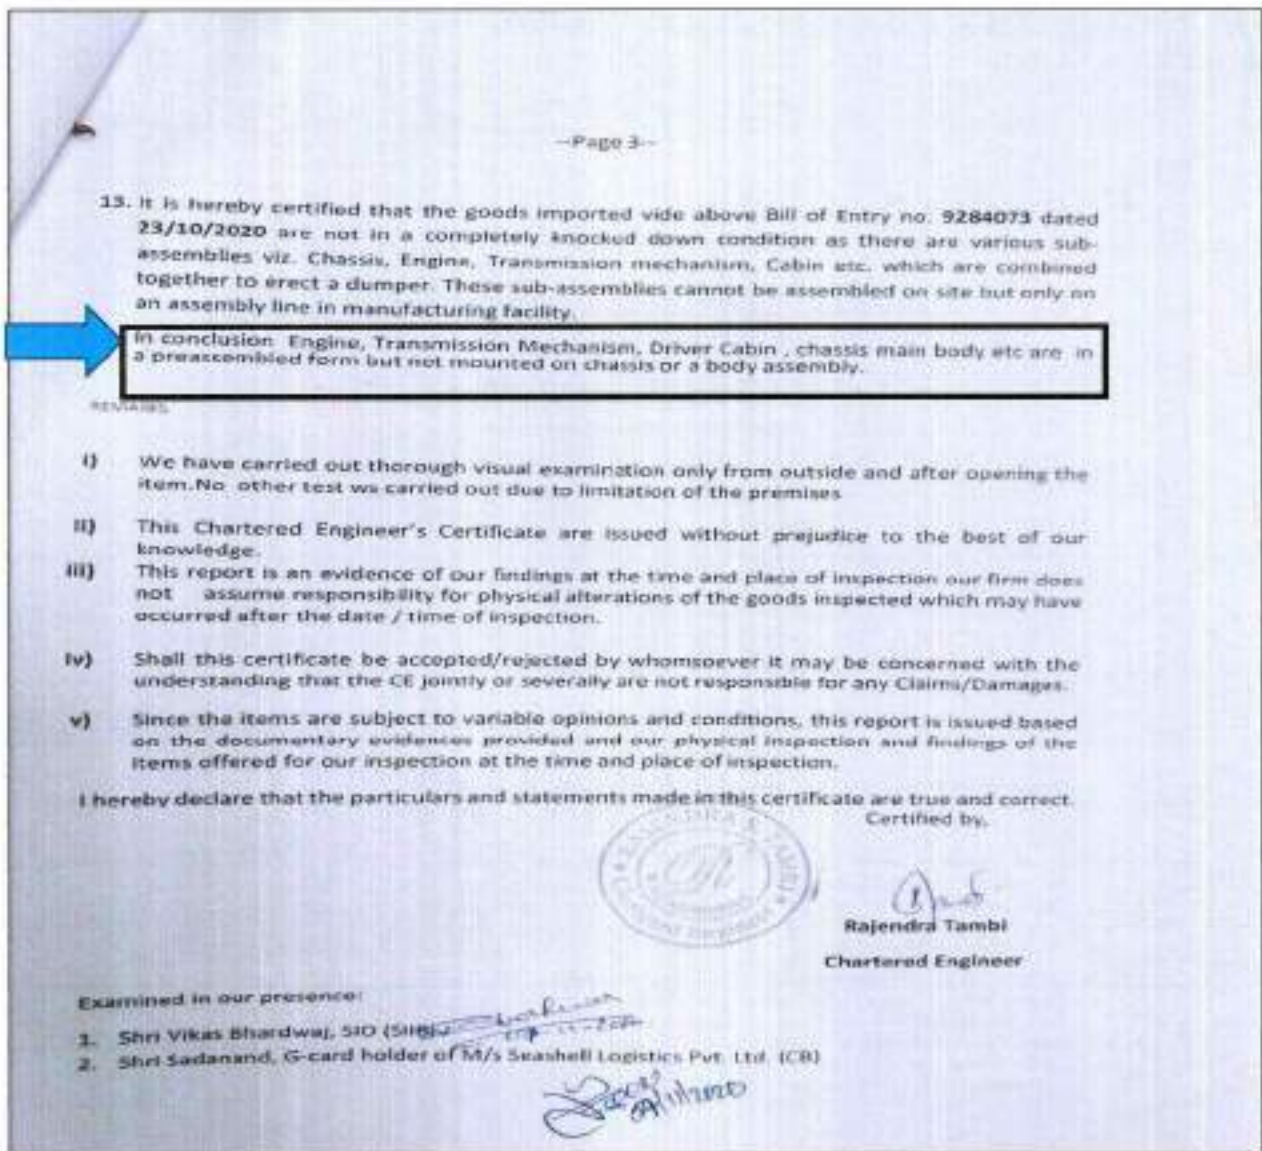 --Page 3--
13. It is hereby certified that the goods imported vide above Bill of Entry no. 9284073 dated
23/10/2020 are not in a completely knocked down condition as there are various sub-
assemblies viz. Chassis, Engine, Transmission mechanism, Cabin etc. which are combined
together to erect a dumper. These sub-assemblies cannot be assembled on site but only on
an assembly line in manufacturing facility.
In conclusion Engine, Transmission Mechanism, Driver Cabin , chassis main body etc are in
a preassembled form but not mounted on chassis or a body assembly.
REMARKS.
i) We have carried out thorough visual examination only from outside and after opening the
item.No other test ws carried out due to limitation of the premises
ii) This Chartered Engineer's Certificate are issued without prejudice to the best of our
knowledge.
iii) This report is an evidence of our findings at the time and place of inspection our firm does
not assume responsibility for physical alterations of the goods inspected which may have
occurred after the date / time of inspection.
iv) Shall this certificate be accepted/rejected by whomsoever it may be concerned with the
understanding that the CE jointly or severally are not responsible for any Claims/Damages.
v) Since the items are subject to variable opinions and conditions, this report is issued based
on the documentary evidences provided and our physical inspection and findings of the
items offered for our inspection at the time and place of inspection.
I hereby declare that the particulars and statements made in this certificate are true and correct.
Certified by,
Rajendra Tambi
Chartered Engineer
Examined in our presence:
1. Shri Vikas Bhardwaj, SIO (SIIB)
2. Shri Sadanand, G-card holder of M/s Seashell Logistics Pvt. Ltd. (CB)
09/11/2020